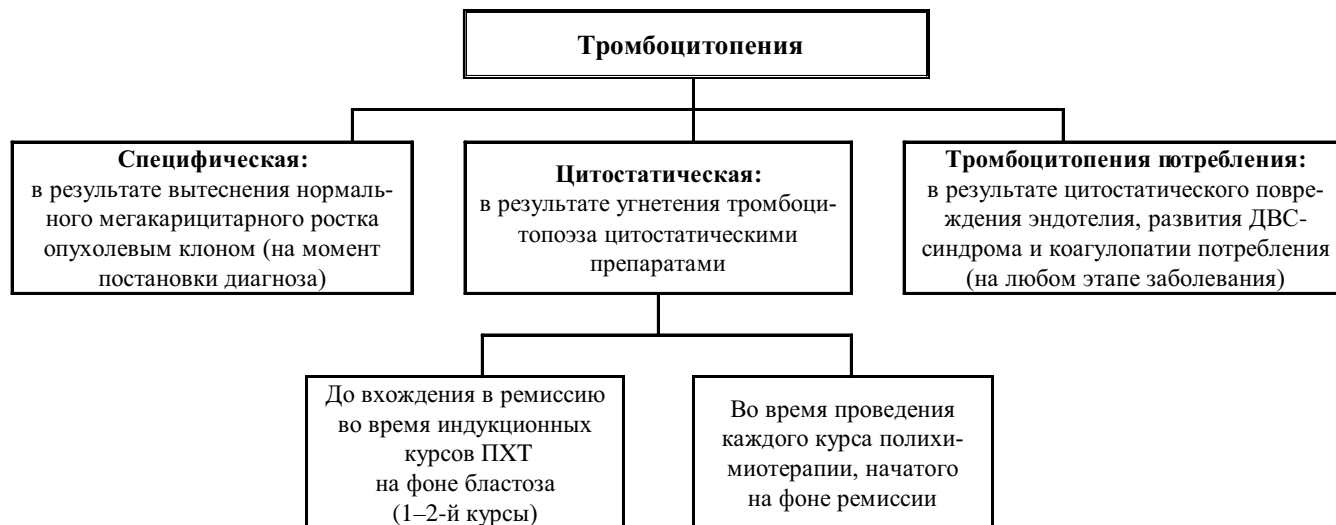 Тромбоцитопения
Специфическая:
в результате вытеснения нормаль-
ного мегакарицитарного ростка
опухолевым клоном (на момент
постановки диагноза)
Цитостатическая:
в результате угнетения тромбоци-
топоэза цитостатическими
препаратами
Тромбоцитопения потребления:
в результате цитостатического повре-
ждения эндотелия, развития ДВС-
синдрома и коагулопатии потребления
(на любом этапе заболевания)
До вхождения в ремиссию
во время индукционных
курсов ПХТ
на фоне бластоза
(1–2-й курсы)
Во время проведения
каждого курса полихи-
миотерапии, начатого
на фоне ремиссии